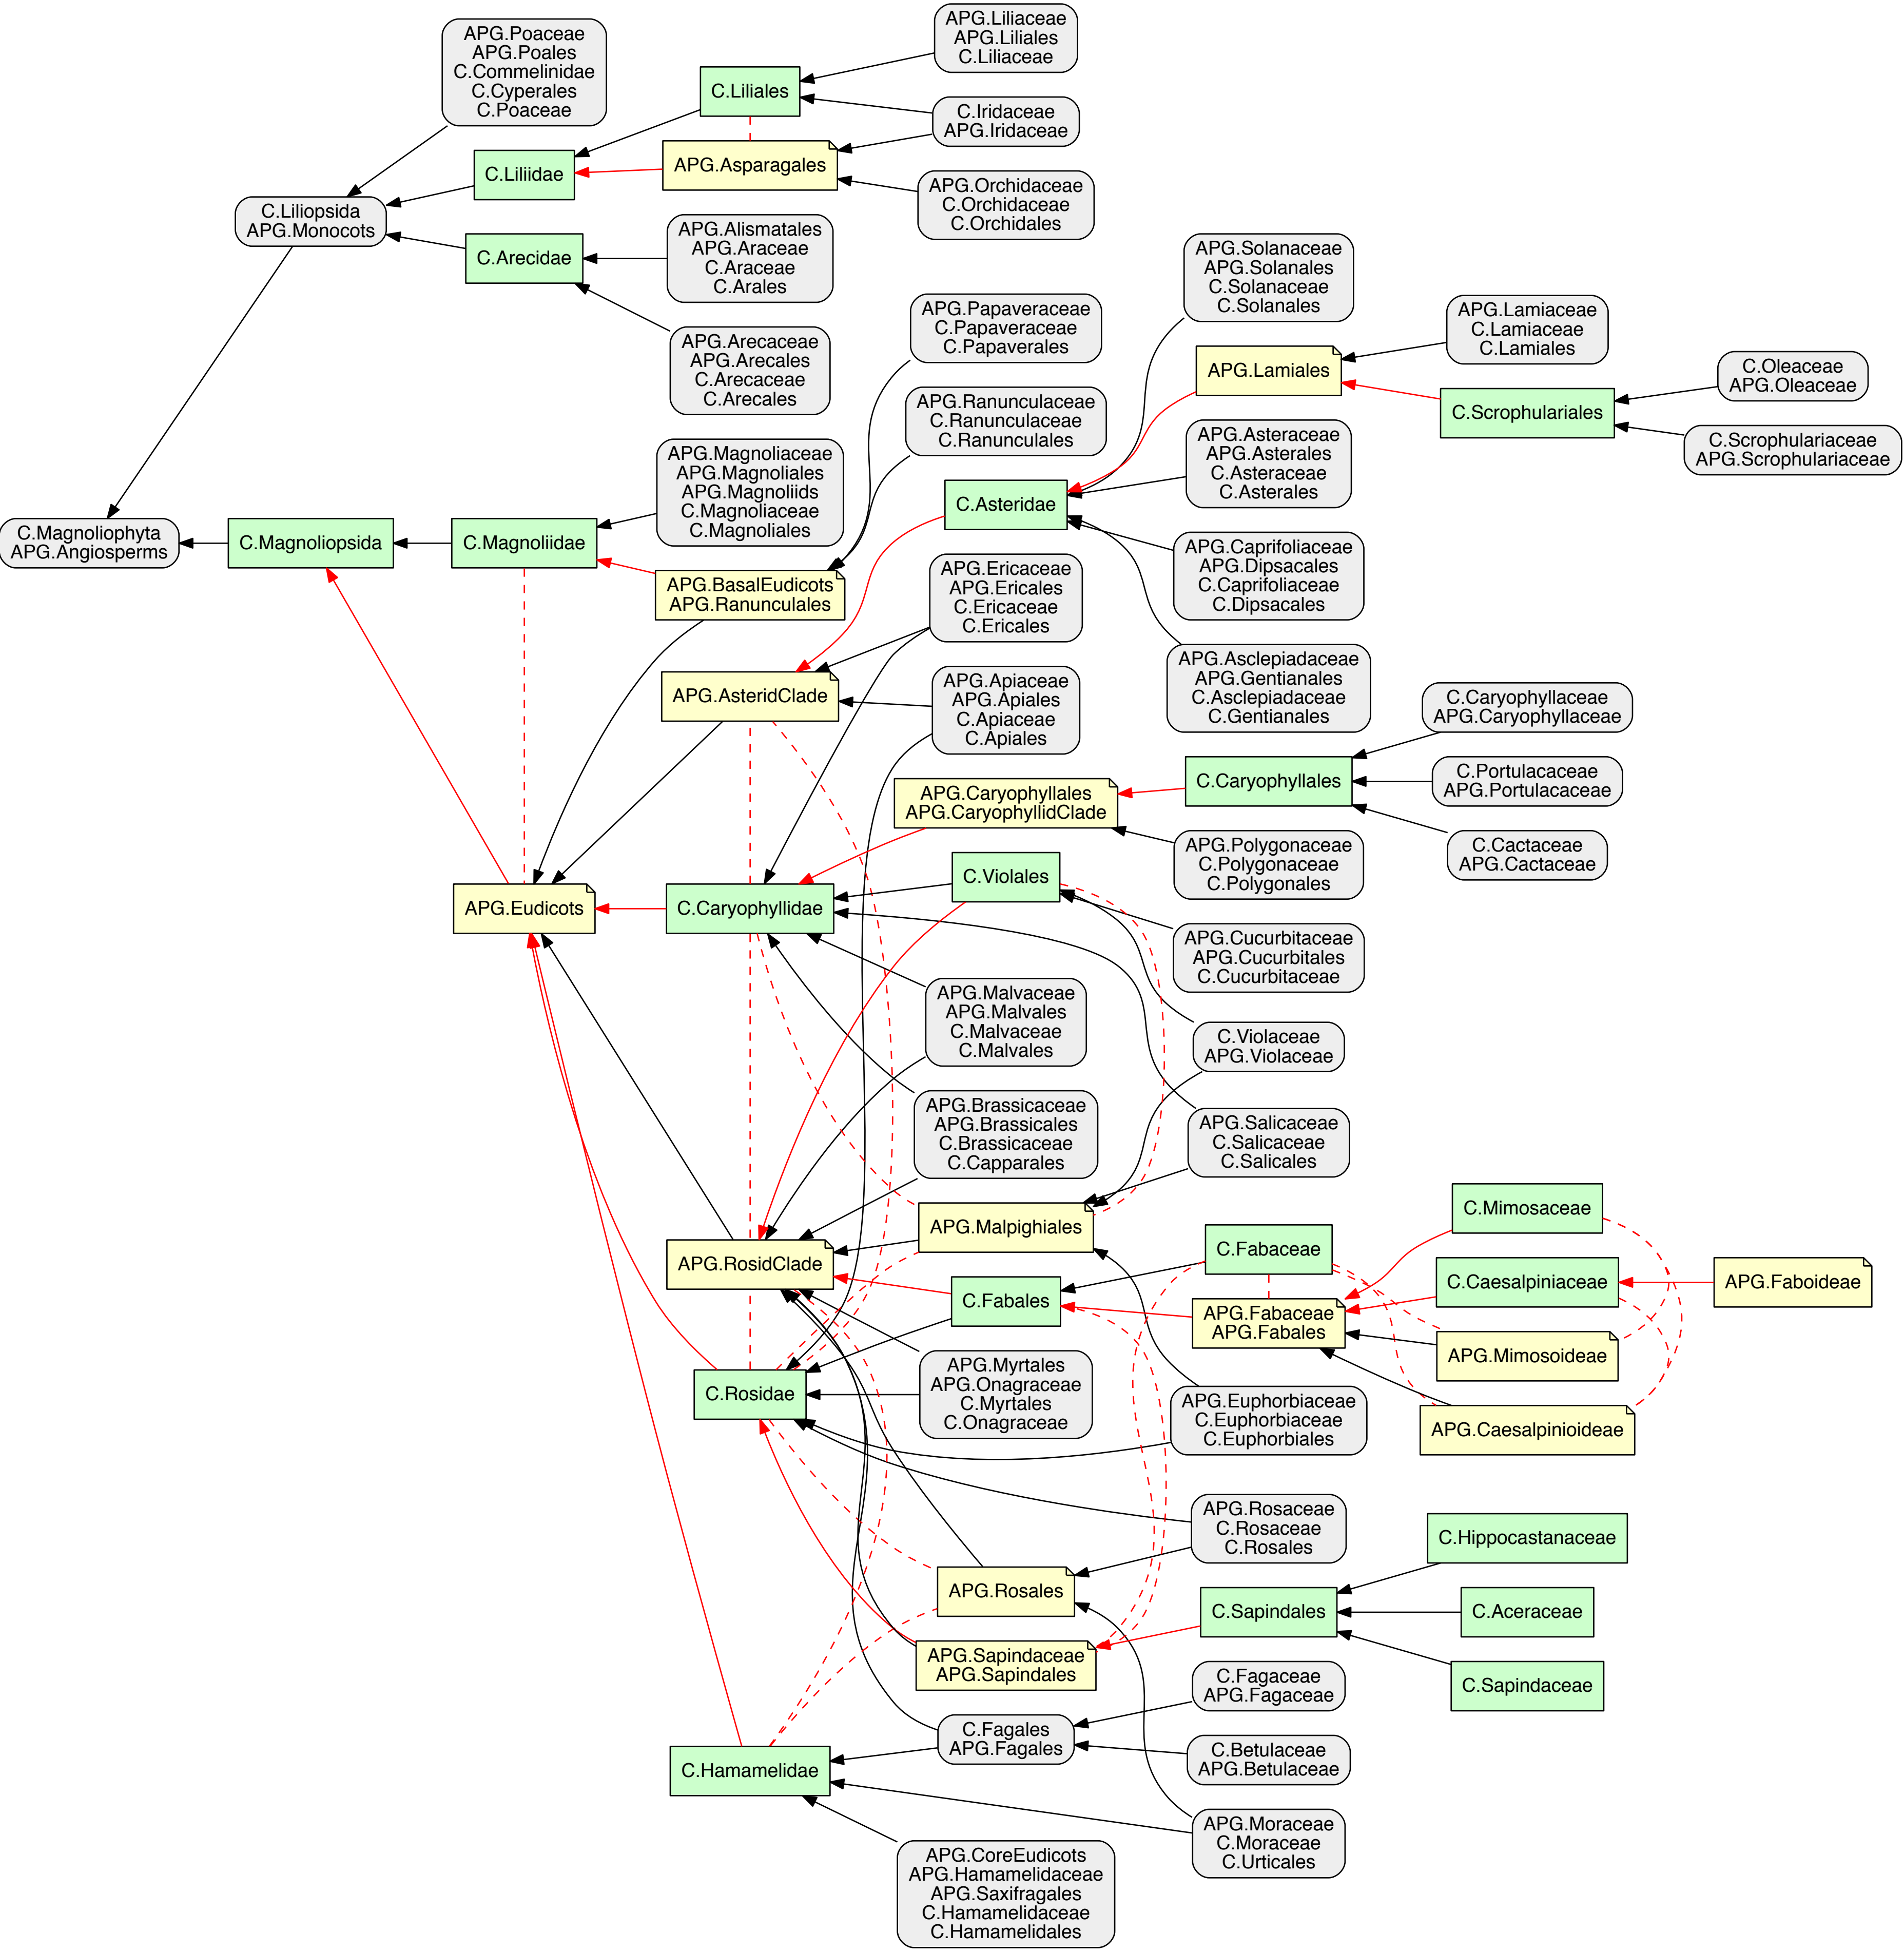 APG.Poaceae
APG.Poales
C.Commelinidae
C.Cyperales
C.Poaceae
C.Liliales
APG.Liliaceae
APG.Liliales
C.Liliaceae
C.Iridaceae
APG.Iridaceae
C.Liliidae
APG.Asparagales
APG.Orchidaceae
C.Orchidaceae
C.Orchidales
C.Liliopsida
APG.Monocots
C.Arecidae
APG.Alismatales
APG.Araceae
C.Araceae
C.Arales
APG.Arecaceae
APG.Arecales
C.Arecaceae
C.Arecales
APG.Papaveraceae
C.Papaveraceae
C.Papaverales
APG.Ranunculaceae
C.Ranunculaceae
C.Ranunculales
APG.Solanaceae
APG.Solanales
C.Solanaceae
C.Solanales
APG.Lamiales
APG.Lamiaceae
C.Lamiaceae
C.Lamiales
C.Scrophulariales
C.Oleaceae
APG.Oleaceae
C.Scrophulariaceae
APG.Scrophulariaceae
APG.Asteraceae
APG.Asterales
C.Asteraceae
C.Asterales
C.Magnoliophyta
APG.Angiosperms
C.Magnoliopsida
C.Magnoliidae
APG.Magnoliaceae
APG.Magnoliales
APG.Magnoliids
C.Magnoliaceae
C.Magnoliales
C.Asteridae
APG.BasalEudicots
APG.Ranunculales
APG.Ericaceae
APG.Ericales
C.Ericaceae
C.Ericales
APG.Caprifoliaceae
APG.Dipsacales
C.Caprifoliaceae
C.Dipsacales
APG.AsteridClade
APG.Apiaceae
APG.Apiales
C.Apiaceae
C.Apiales
APG.Asclepiadaceae
APG.Gentianales
C.Asclepiadaceae
C.Gentianales
C.Caryophyllaceae
APG.Caryophyllaceae
APG.Caryophyllales
APG.CaryophyllidClade
C.Caryophyllales
C.Portulacaceae
APG.Portulacaceae
APG.Polygonaceae
C.Polygonaceae
C.Polygonales
C.Cactaceae
APG.Cactaceae
APG.Eudicots
C.Caryophyllidae
C.Violales
APG.Cucurbitaceae
APG.Cucurbitales
C.Cucurbitaceae
APG.Malvaceae
APG.Malvales
C.Malvaceae
C.Malvales
C.Violaceae
APG.Violaceae
APG.Brassicaceae
APG.Brassicales
C.Brassicaceae
C.Capparales
APG.Salicaceae
C.Salicaceae
C.Salicales
APG.Malpighiales
APG.RosidClade
C.Fabales
C.Fabaceae
APG.Fabaceae
APG.Fabales
C.Mimosaceae
C.Caesalpiniaceae
APG.Faboideae
APG.Mimosoideae
APG.Caesalpinioideae
C.Rosidae
APG.Myrtales
APG.Onagraceae
C.Myrtales
C.Onagraceae
APG.Euphorbiaceae
C.Euphorbiaceae
C.Euphorbiales
APG.Rosaceae
C.Rosaceae
C.Rosales
APG.Rosales
C.Hippocastanaceae
C.Sapindales
C.Aceraceae
C.Sapindaceae
APG.Sapindaceae
APG.Sapindales
C.Fagaceae
APG.Fagaceae
C.Fagales
APG.Fagales
C.Betulaceae
APG.Betulaceae
C.Hamamelidae
APG.Moraceae
C.Moraceae
C.Urticales
APG.CoreEudicots
APG.Hamamelidaceae
APG.Saxifragales
C.Hamamelidaceae
C.Hamamelidales